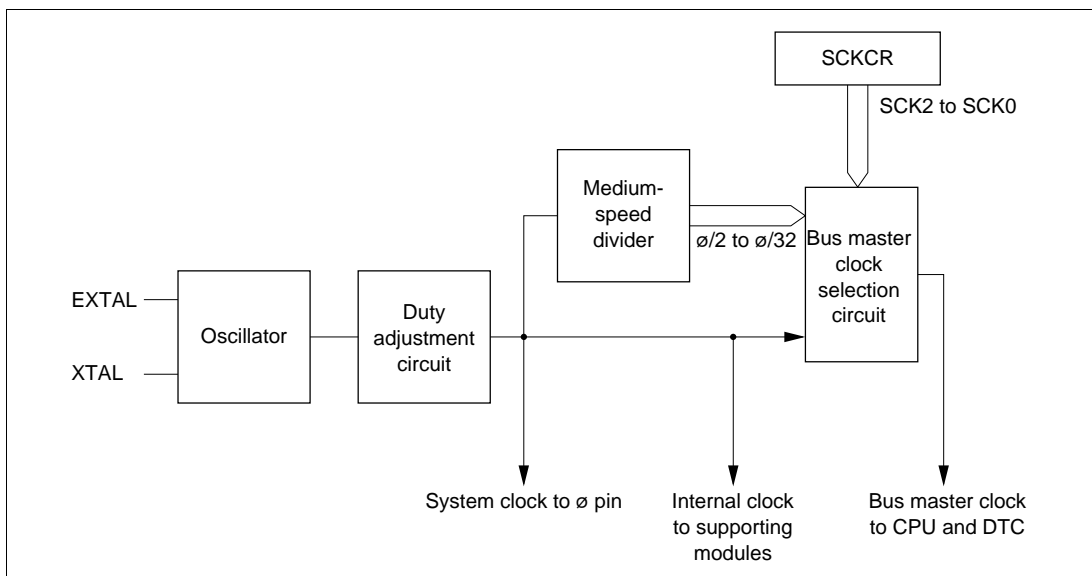 SCKCR
SCK2 to SCK0
Medium-
speed
divider
ø/2 to ø/32
Bus master
clock
selection
circuit
EXTAL
XTAL
Oscillator
Duty
adjustment
circuit
System clock to ø pin
Internal clock
to supporting
modules
Bus master clock
to CPU and DTC